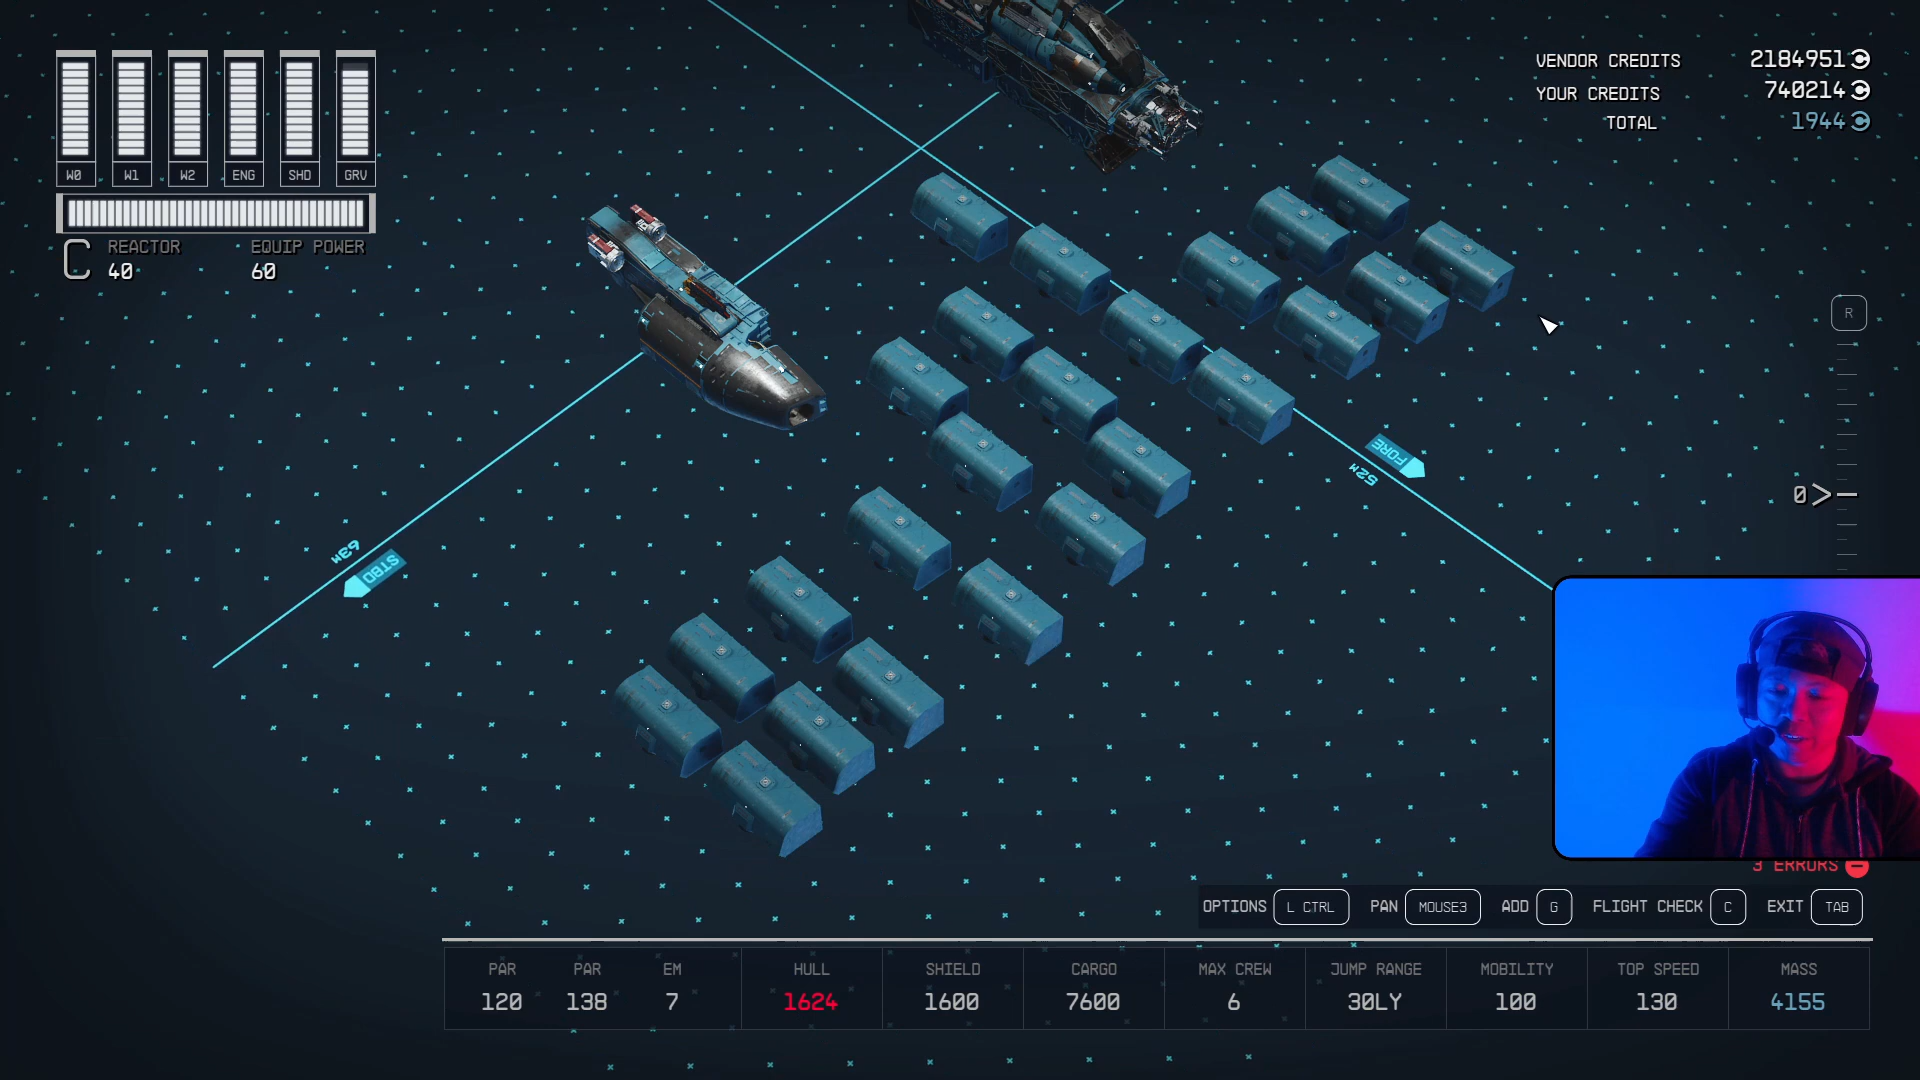 W0 W1 W2 ENG SHD GRV
C REACTOR 40 EQUIP POWER 60
VENDOR CREDITS 2184951
YOUR CREDITS 740214
TOTAL 1944
R
0
FORE
52M
63M
STBD
3 ERRORS
OPTIONS L CTRL PAN MOUSE3 ADD G FLIGHT CHECK C EXIT TAB
PAR PAR EM HULL SHIELD CARGO MAX CREW JUMP RANGE MOBILITY TOP SPEED MASS
120 138 7 1624 1600 7600 6 30LY 100 130 4155